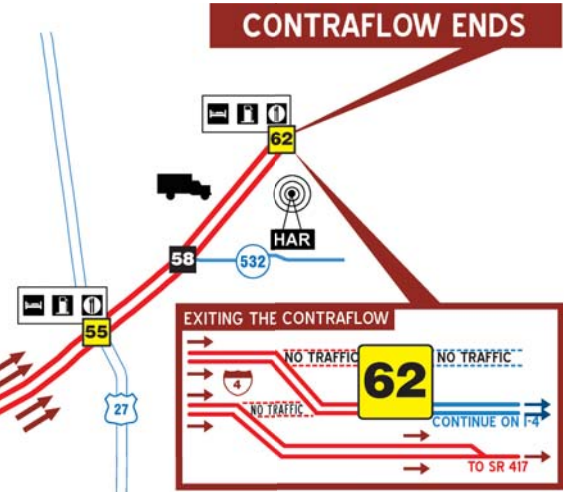 CONTRAFLOW ENDS
62
HAR
58
532
55
27
EXITING THE CONTRAFLOW
NO TRAFFIC
NO TRAFFIC
4
62
NO TRAFFIC
CONTINUE ON I-4
TO SR 417